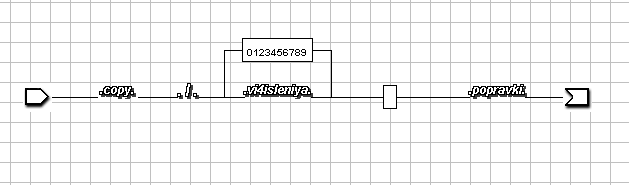 0123456789
.copy. . | . .vi4isleniya. .popravki.